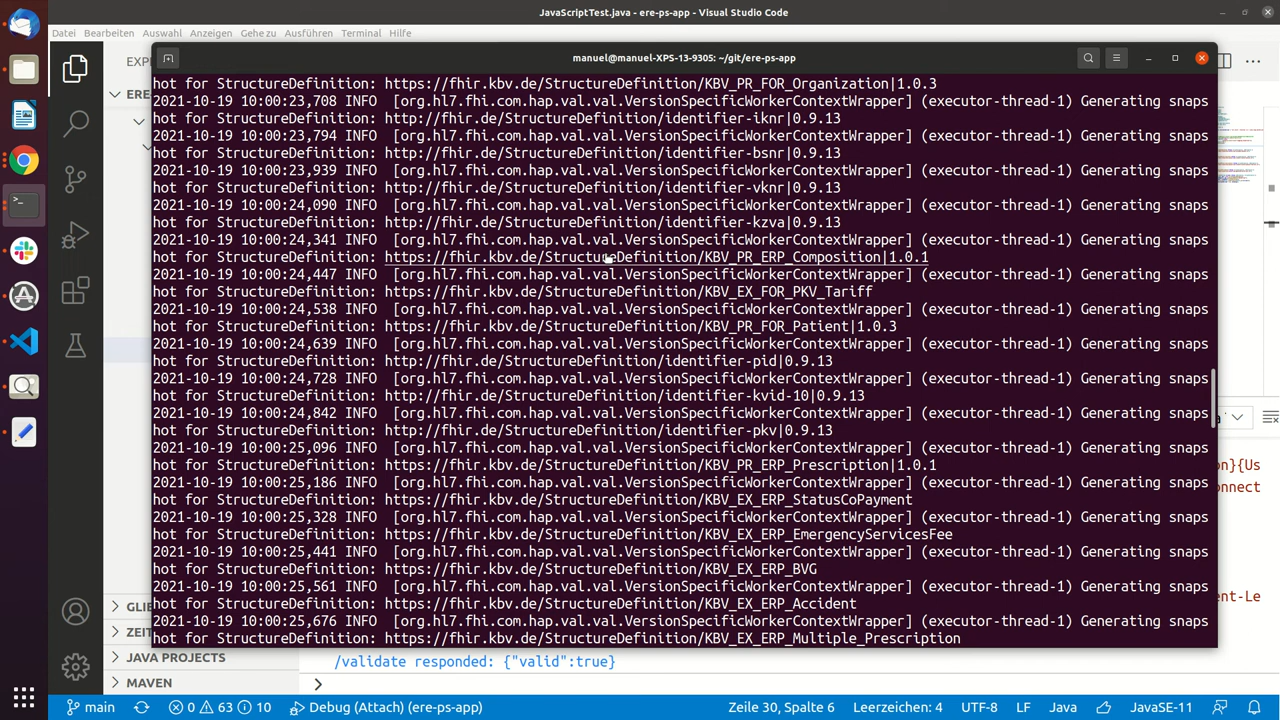 JavaScriptTest.java - ere-ps-app - Visual Studio Code
Datei Bearbeiten Auswahl Anzeigen Gehe zu Ausführen Terminal Hilfe
manuel@manuel-XPS-13-9305: ~/git/ere-ps-app
hot for StructureDefinition: https://fhir.kbv.de/StructureDefinition/KBV_PR_FOR_Organization|1.0.3
2021-10-19 10:00:23,708 INFO [org.hl7.fhi.com.hap.val.val.VersionSpecificWorkerContextWrapper] (executor-thread-1) Generating snaps
hot for StructureDefinition: http://fhir.de/StructureDefinition/identifier-iknr|0.9.13
2021-10-19 10:00:23,794 INFO [org.hl7.fhi.com.hap.val.val.VersionSpecificWorkerContextWrapper] (executor-thread-1) Generating snaps
hot for StructureDefinition: http://fhir.de/StructureDefinition/identifier-bsnr|0.9.13
INFO [org.hl7.fhi.com.hap.val.val.VersionSpecificWorkerContextWrapper] (executor-thread-1) Generating snaps
hot for StructureDefinition: http://fhir.de/StructureDefinition/identifier-vknr|0.9.13
2021-10-19 10:00:24,090 INFO [org.hl7.fhi.com.hap.val.val.VersionSpecificWorkerContextWrapper] (executor-thread-1) Generating snaps
hot for StructureDefinition: http://fhir.de/StructureDefinition/identifier-kzva|0.9.13
2021-10-19 10:00:24,341 INFO [org.hl7.fhi.com.hap.val.val.VersionSpecificWorkerContextWrapper] (executor-thread-1) Generating snaps
hot for StructureDefinition: https://fhir.kbv.de/StructureDefinition/KBV_PR_ERP_Composition|1.0.1
2021-10-19 10:00:24,447 INFO [org.hl7.fhi.com.hap.val.val.VersionSpecificWorkerContextWrapper] (executor-thread-1) Generating snaps
hot for StructureDefinition: https://fhir.kbv.de/StructureDefinition/KBV_EX_FOR_PKV_Tariff
2021-10-19 10:00:24,538 INFO [org.hl7.fhi.com.hap.val.val.VersionSpecificWorkerContextWrapper] (executor-thread-1) Generating snaps
hot for StructureDefinition: https://fhir.kbv.de/StructureDefinition/KBV_PR_FOR_Patient|1.0.3
2021-10-19 10:00:24,639 INFO [org.hl7.fhi.com.hap.val.val.VersionSpecificWorkerContextWrapper] (executor-thread-1) Generating snaps
hot for StructureDefinition: http://fhir.de/StructureDefinition/identifier-pid|0.9.13
2021-10-19 10:00:24,728 INFO [org.hl7.fhi.com.hap.val.val.VersionSpecificWorkerContextWrapper] (executor-thread-1) Generating snaps
hot for StructureDefinition: http://fhir.de/StructureDefinition/identifier-kvid-10|0.9.13
2021-10-19 10:00:24,842 INFO [org.hl7.fhi.com.hap.val.val.VersionSpecificWorkerContextWrapper] (executor-thread-1) Generating snaps
hot for StructureDefinition: http://fhir.de/StructureDefinition/identifier-pkv|0.9.13
2021-10-19 10:00:25,096 INFO [org.hl7.fhi.com.hap.val.val.VersionSpecificWorkerContextWrapper] (executor-thread-1) Generating snaps
hot for StructureDefinition: https://fhir.kbv.de/StructureDefinition/KBV_PR_ERP_Prescription|1.0.1
2021-10-19 10:00:25,186 INFO [org.hl7.fhi.com.hap.val.val.VersionSpecificWorkerContextWrapper] (executor-thread-1) Generating snaps
hot for StructureDefinition: https://fhir.kbv.de/StructureDefinition/KBV_EX_ERP_StatusCoPayment
2021-10-19 10:00:25,328 INFO [org.hl7.fhi.com.hap.val.val.VersionSpecificWorkerContextWrapper] (executor-thread-1) Generating snaps
hot for StructureDefinition: https://fhir.kbv.de/StructureDefinition/KBV_EX_ERP_EmergencyServicesFee
2021-10-19 10:00:25,441 INFO [org.hl7.fhi.com.hap.val.val.VersionSpecificWorkerContextWrapper] (executor-thread-1) Generating snaps
hot for StructureDefinition: https://fhir.kbv.de/StructureDefinition/KBV_EX_ERP_BVG
2021-10-19 10:00:25,561 INFO [org.hl7.fhi.com.hap.val.val.VersionSpecificWorkerContextWrapper] (executor-thread-1) Generating snaps
hot for StructureDefinition: https://fhir.kbv.de/StructureDefinition/KBV_EX_ERP_Accident
2021-10-19 10:00:25,676 INFO [org.hl7.fhi.com.hap.val.val.VersionSpecificWorkerContextWrapper] (executor-thread-1) Generating snaps
hot for StructureDefinition: https://fhir.kbv.de/StructureDefinition/KBV_EX_ERP_Multiple_Prescription
EXP
ERE-
GLIE
ZEIT
JAVA PROJECTS
MAVEN
on}{Us
onnect
ent-Le
/validate responded: {"valid":true}
main 0 63 10 Debug (Attach) (ere-ps-app) Zeile 30, Spalte 6 Leerzeichen: 4 UTF-8 LF Java JavaSE-11